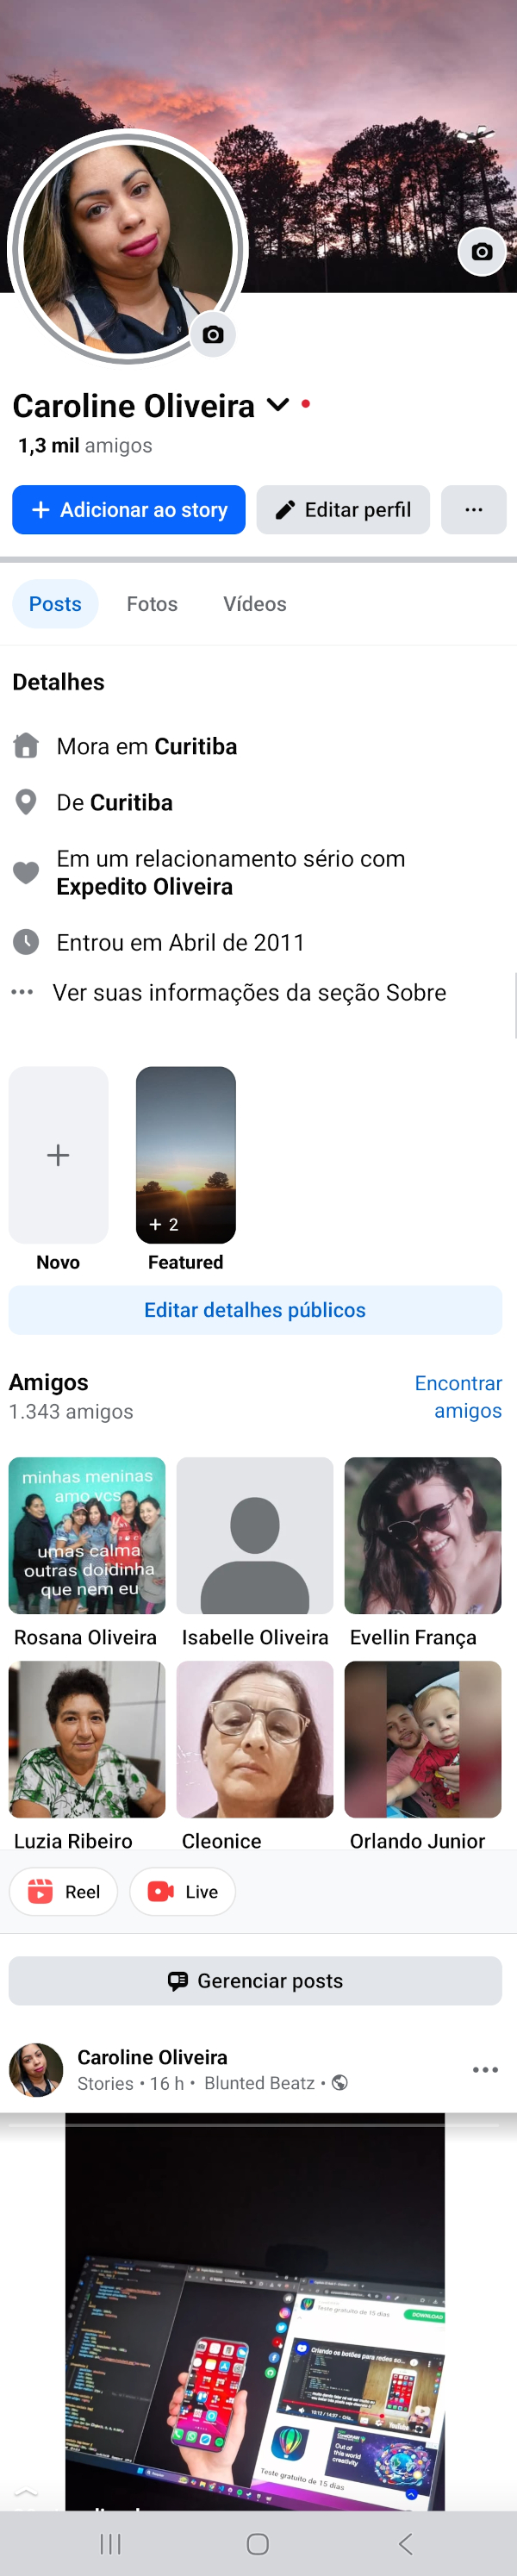 Caroline Oliveira
1,3 mil amigos
Adicionar ao story
Editar perfil
Posts
Fotos
Vídeos
Detalhes
Mora em Curitiba
De Curitiba
Em um relacionamento sério com
Expedito Oliveira
Entrou em Abril de 2011
Ver suas informações da seção Sobre
+ 2
Novo
Featured
Editar detalhes públicos
Amigos
Encontrar
amigos
1.343 amigos
minhas meninas
amo vcs
umas calma
outras doidinha
que nem eu
Rosana Oliveira
Isabelle Oliveira
Evellin França
Luzia Ribeiro
Cleonice
Orlando Junior
Reel
Live
Gerenciar posts
Caroline Oliveira
Stories • 16 h • Blunted Beatz •
Teste gratuito de 15 dias
DOWNLOAD
Criando os botões para redes so...
YouTube
Out of
this world
creativity
Teste gratuito de 15 dias